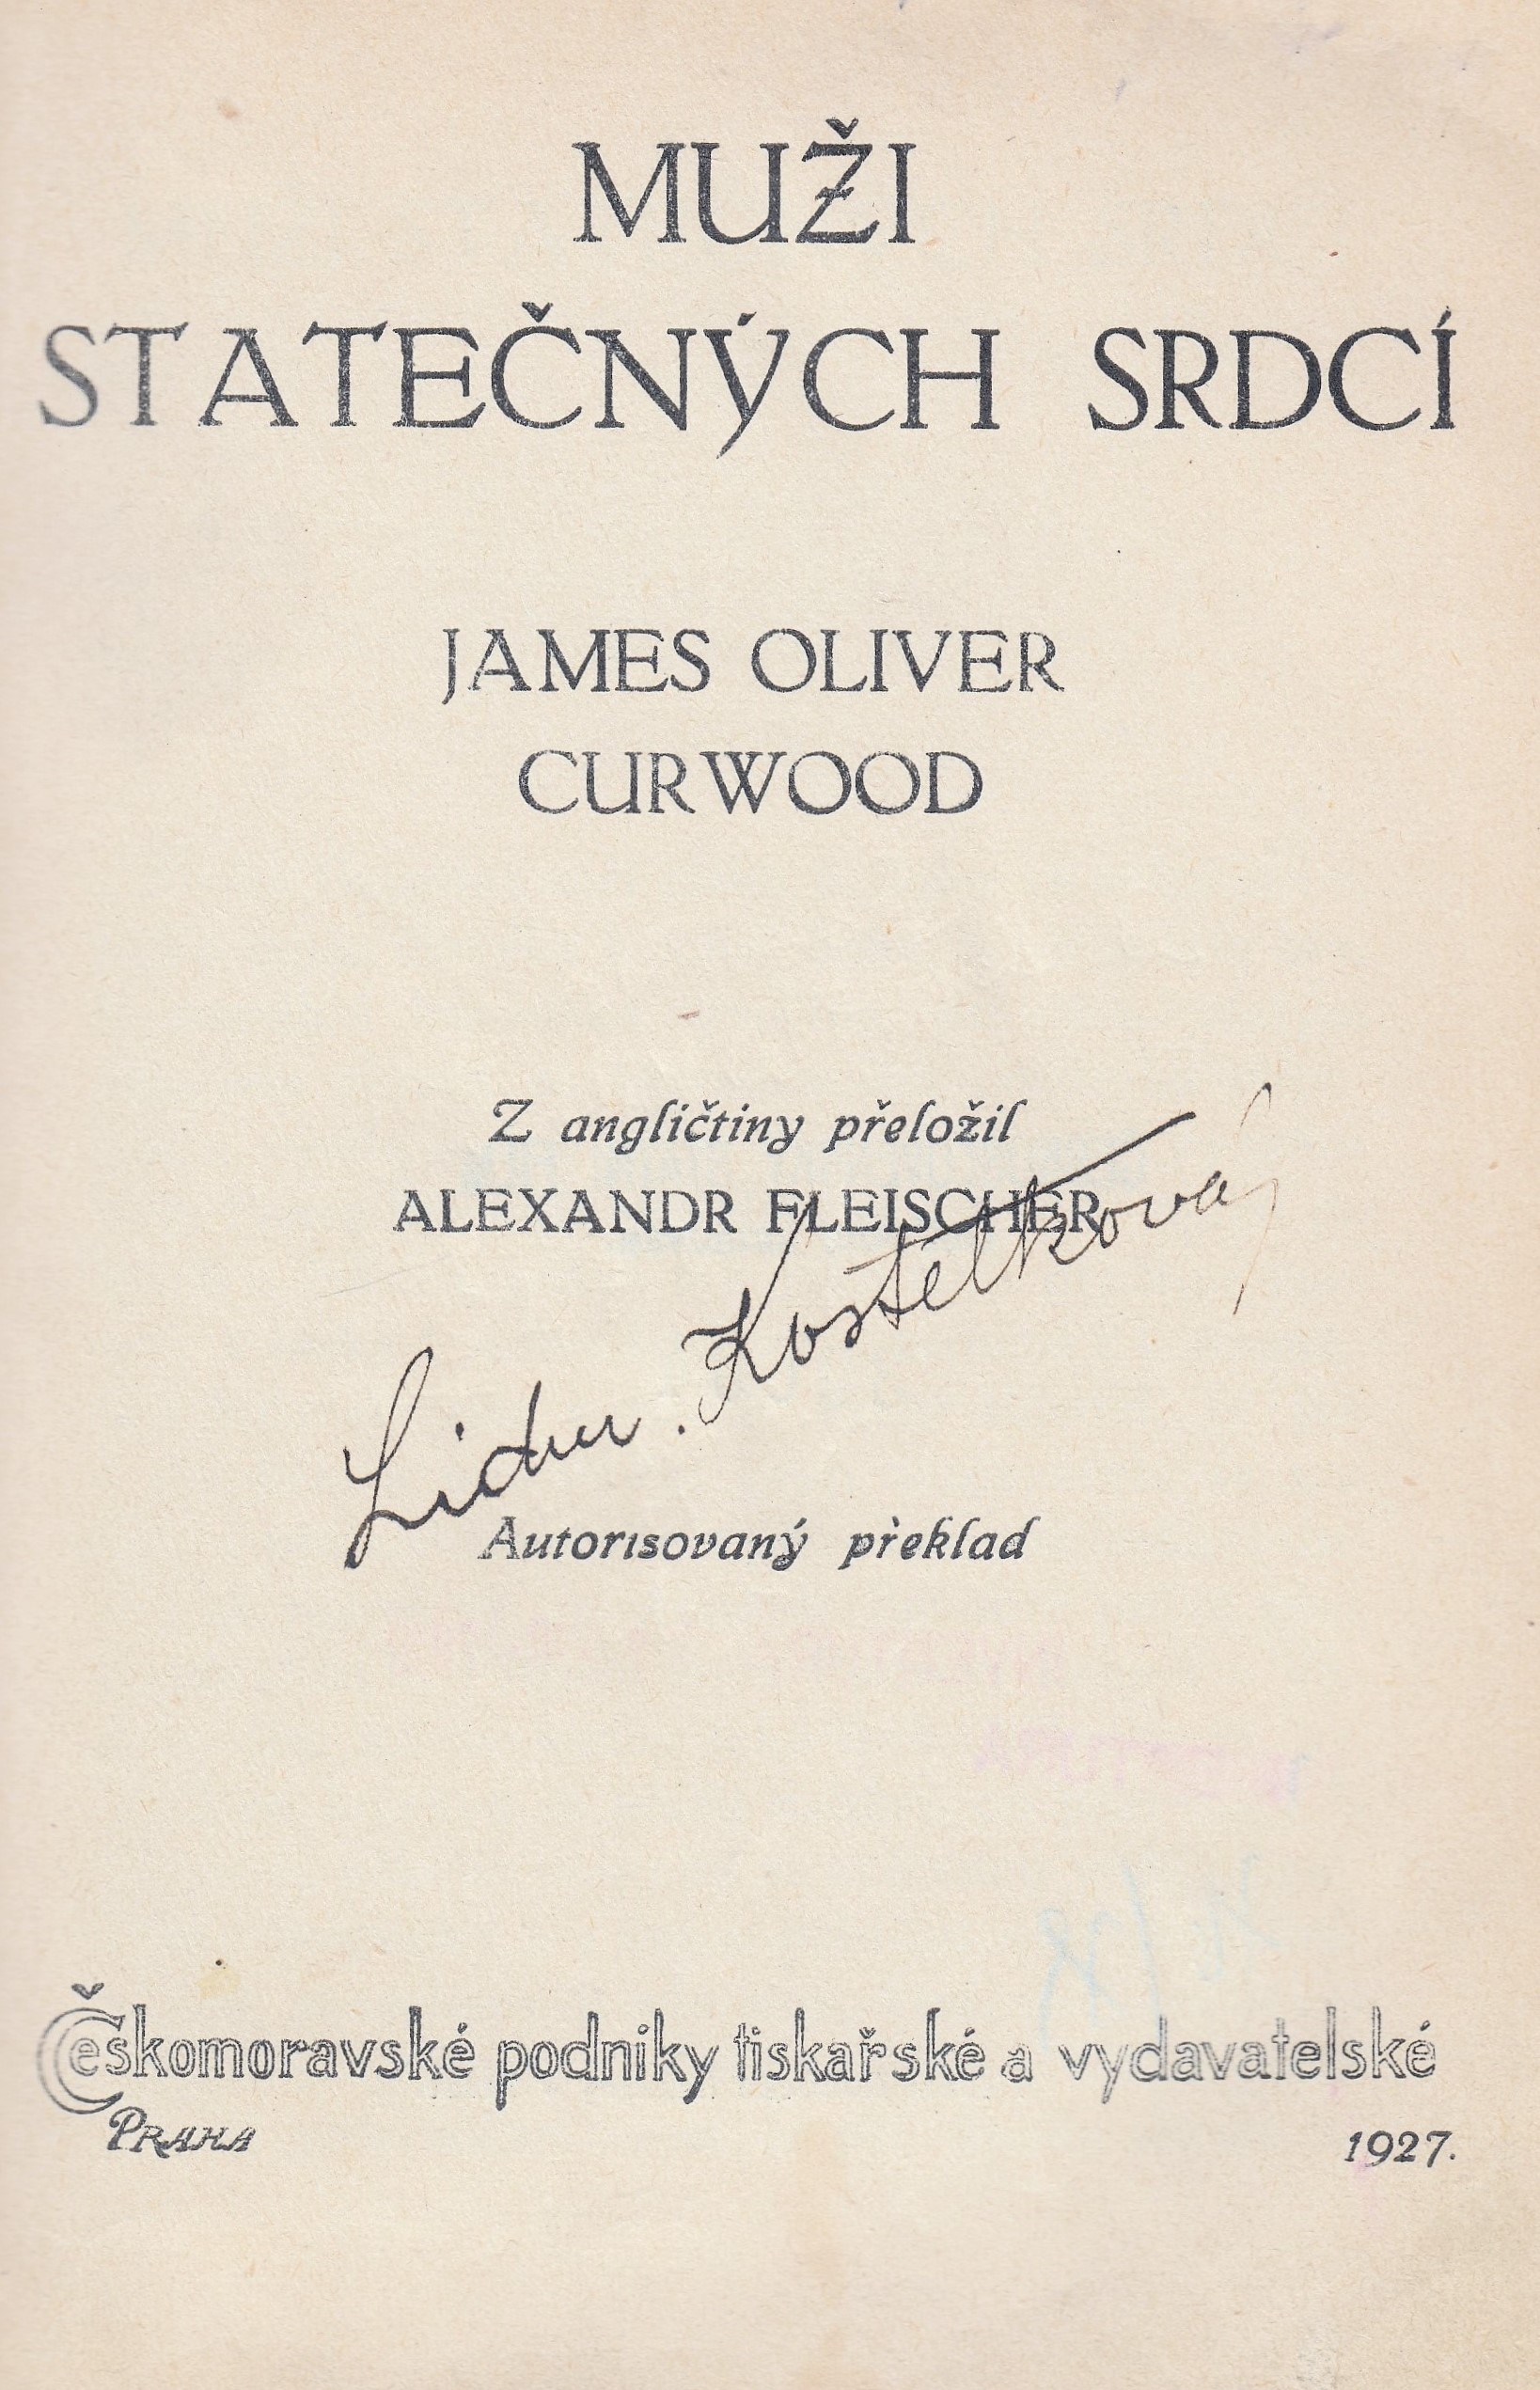 MUŽI
STATEČNÝCH SRDCÍ
JAMES OLIVER
CURWOOD
Z angličtiny přeložil
ALEXANDR FLEISCHER
Kostelková
Autorisovaný překlad
Českomoravské podniky tiskařské a vydavatelské
PRAHA
1927.